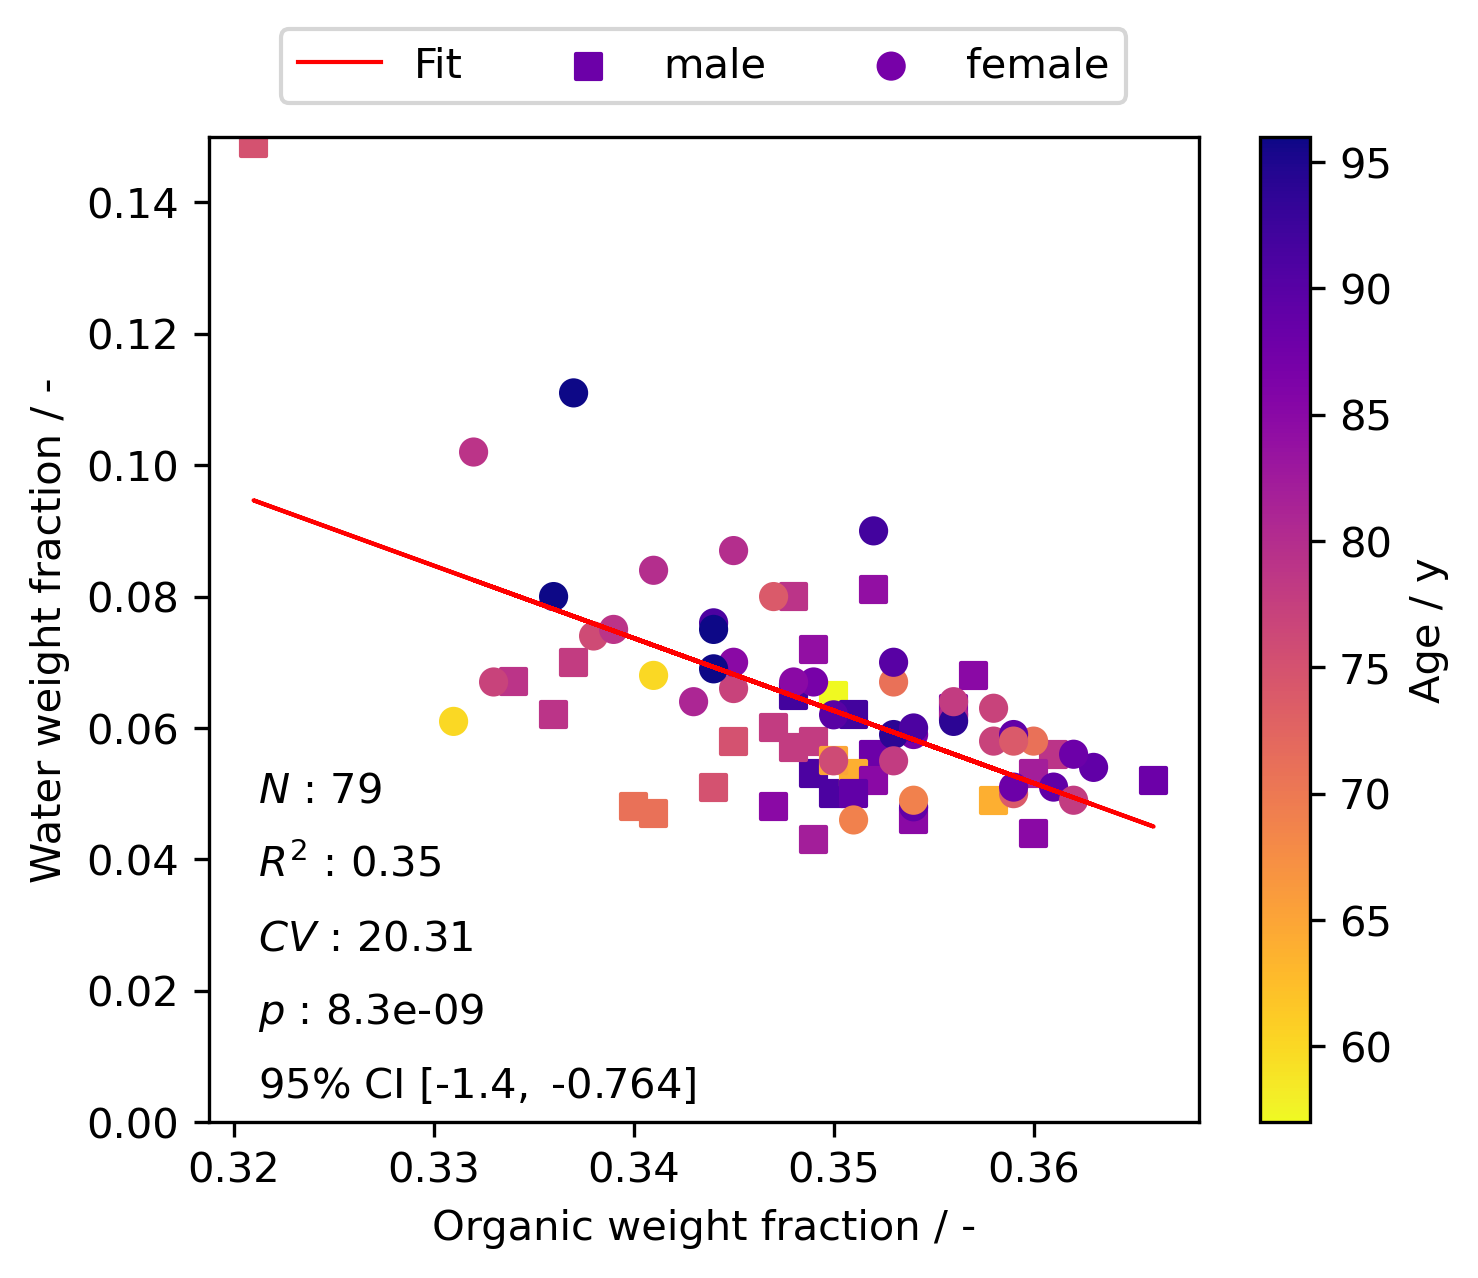 Fit male female
0.14
0.12
0.10
0.08
0.06
0.04
0.02
0.00
Water weight fraction / -
N : 79
R² : 0.35
CV : 20.31
p : 8.3e-09
95% CI [-1.4, -0.764]
0.32 0.33 0.34 0.35 0.36
Organic weight fraction / -
95
90
85
80
75
70
65
60
Age / y